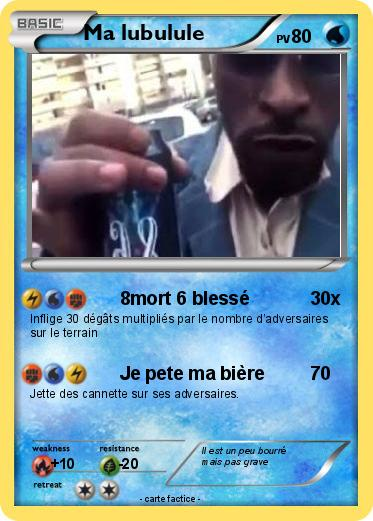 BASIC
Ma lubulule
PV80
8mort 6 blessé 30x
Inflige 30 dégâts multipliés par le nombre d'adversaires
sur le terrain
Je pete ma bière 70
Jette des cannette sur ses adversaires.
weakness resistance
+10 -20
retreat
Il est un peu bourré
mais pas grave
- carte factice -